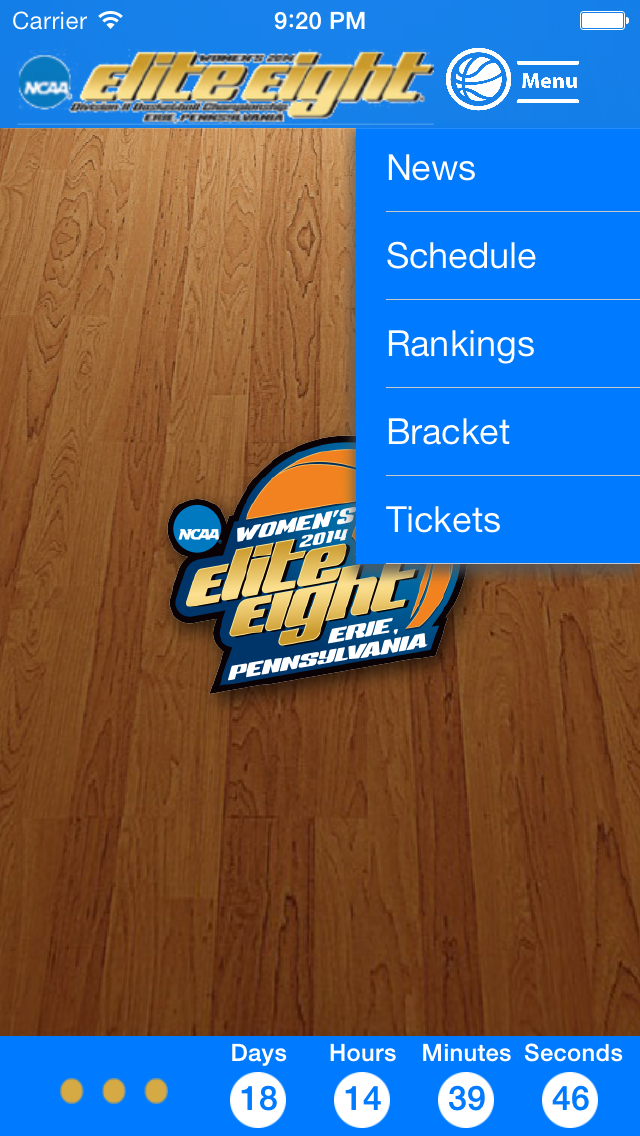 Carrier 9:20 PM
WOMEN'S 2014
NCAA elite eight
Division II Basketball Championship
ERIE, PENNSYLVANIA
Menu
News
Schedule
Rankings
Bracket
Tickets
NCAA WOMEN'S
2014
elite
eight
ERIE,
PENNSYLVANIA
Days Hours Minutes Seconds
18 14 39 46